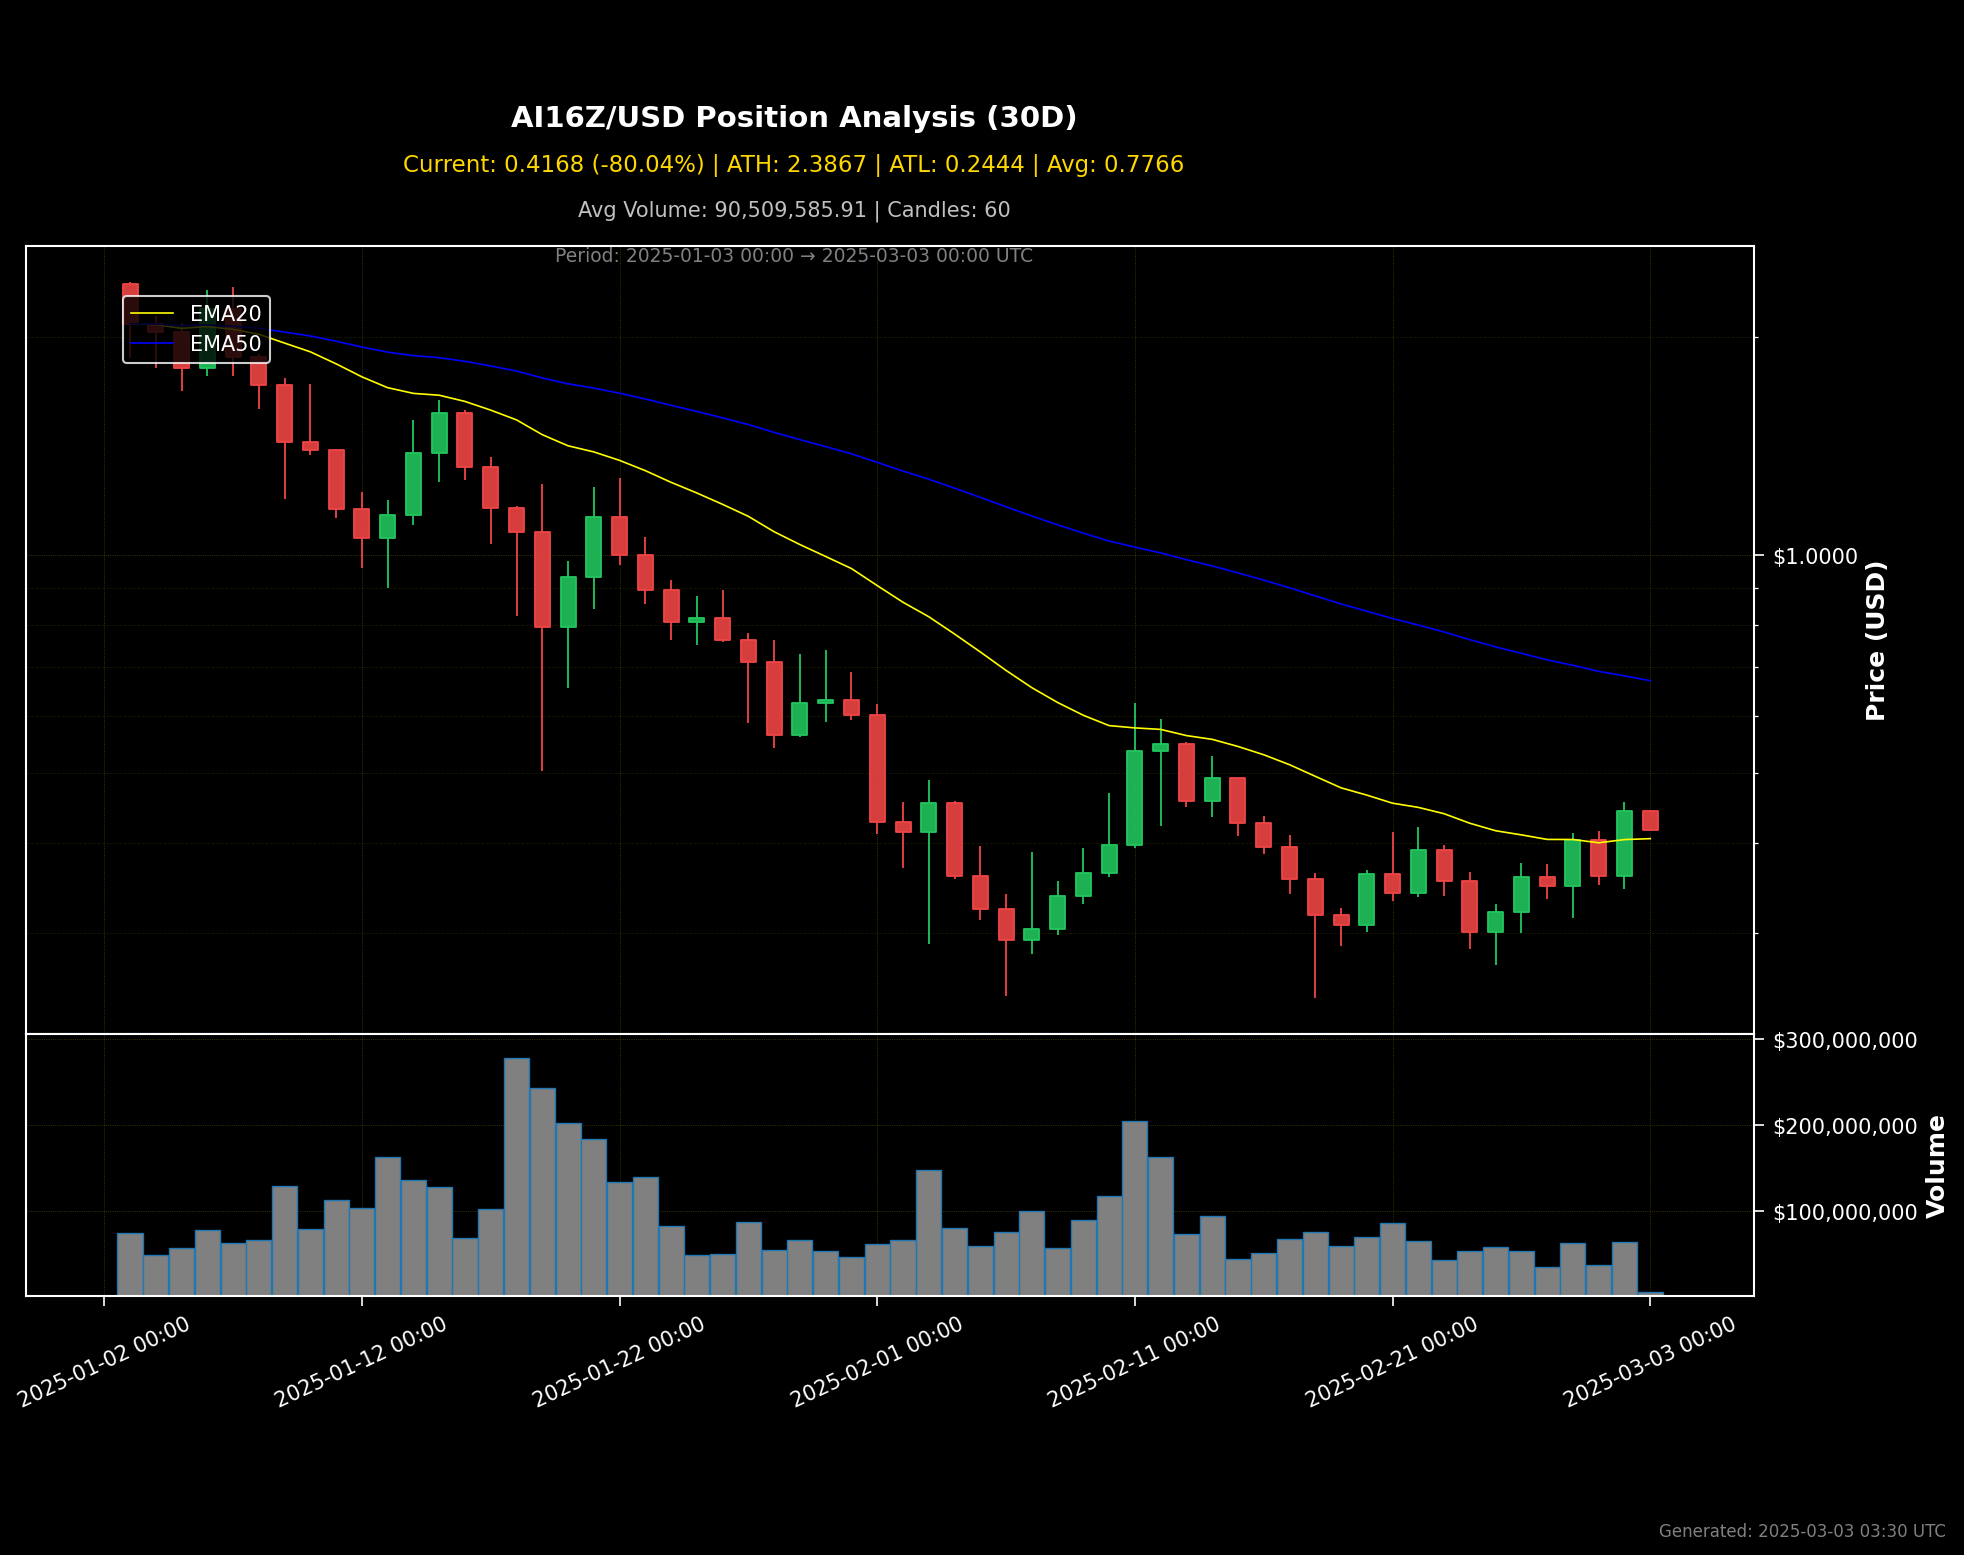 AI16Z/USD Position Analysis (30D)
Current: 0.4168 (-80.04%) | ATH: 2.3867 | ATL: 0.2444 | Avg: 0.7766
Avg Volume: 90,509,585.91 | Candles: 60
Period: 2025-01-03 00:00 → 2025-03-03 00:00 UTC
EMA20
EMA50
$1.0000
Price (USD)
$300,000,000
$200,000,000
$100,000,000
Volume
2025-01-02 00:00
2025-01-12 00:00
2025-01-22 00:00
2025-02-01 00:00
2025-02-11 00:00
2025-02-21 00:00
2025-03-03 00:00
Generated: 2025-03-03 03:30 UTC